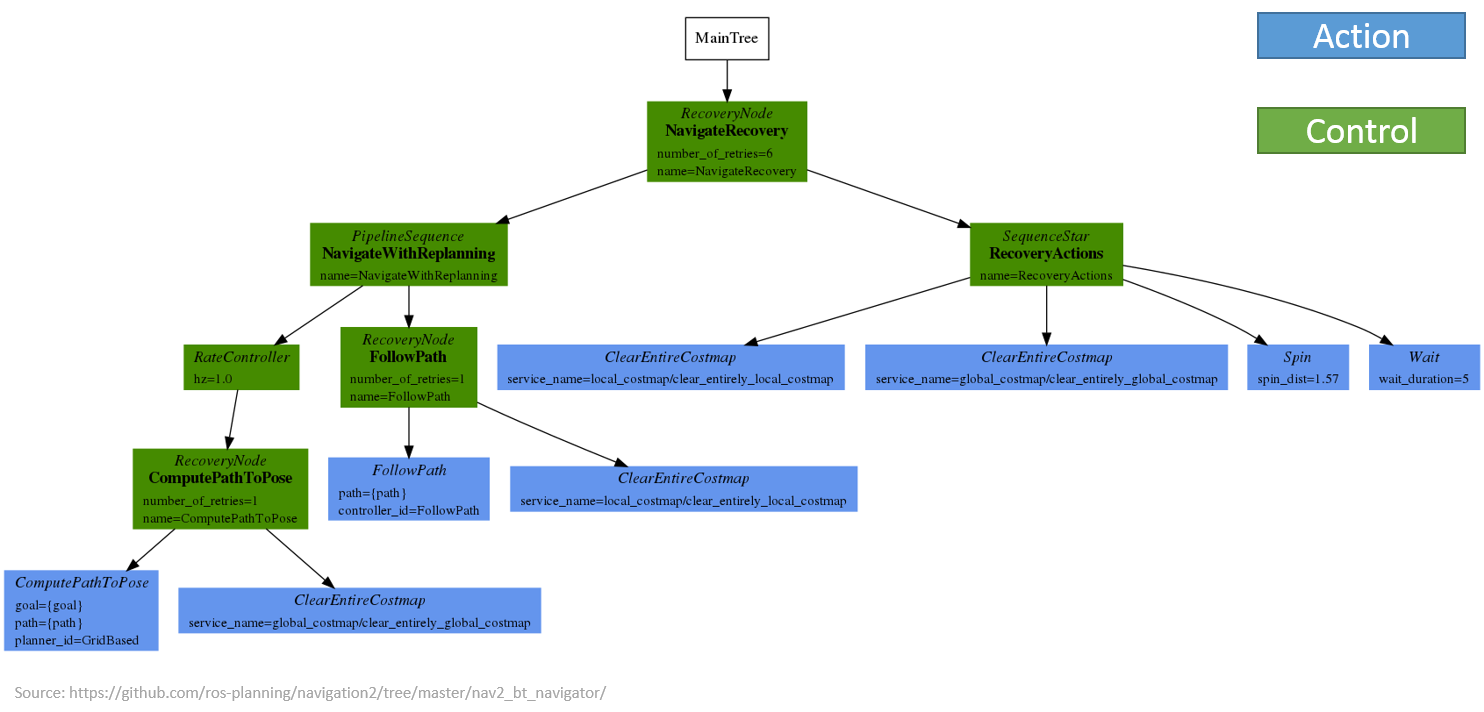 MainTree
Action
Control
RecoveryNode
NavigateRecovery
number_of_retries=6
name=NavigateRecovery
PipelineSequence
NavigateWithReplanning
name=NavigateWithReplanning
SequenceStar
RecoveryActions
name=RecoveryActions
RateController
hz=1.0
RecoveryNode
FollowPath
number_of_retries=1
name=FollowPath
ClearEntireCostmap
service_name=local_costmap/clear_entirely_local_costmap
ClearEntireCostmap
service_name=global_costmap/clear_entirely_global_costmap
Spin
spin_dist=1.57
Wait
wait_duration=5
RecoveryNode
ComputePathToPose
number_of_retries=1
name=ComputePathToPose
FollowPath
path={path}
controller_id=FollowPath
ClearEntireCostmap
service_name=local_costmap/clear_entirely_local_costmap
ComputePathToPose
goal={goal}
path={path}
planner_id=GridBased
ClearEntireCostmap
service_name=global_costmap/clear_entirely_global_costmap
Source: https://github.com/ros-planning/navigation2/tree/master/nav2_bt_navigator/